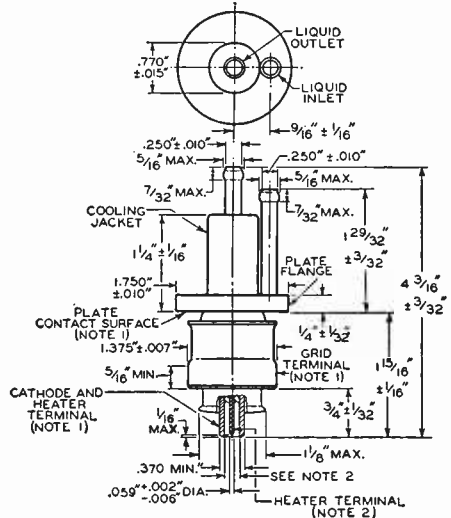 LIQUID
OUTLET
.770"
±.015"
LIQUID
INLET
9/16" ± 1/16"
.250"±.010"
.250"±.010"
5/16" MAX.
5/16" MAX.
7/32" MAX.
7/32" MAX.
COOLING
JACKET
1 1/4" ± 1/16"
1 29/32"
± 3/32"
4 3/16"
± 3/32"
1.750"
±.010"
PLATE
FLANGE
PLATE
CONTACT SURFACE
(NOTE 1)
1/4" ± 1/32"
1.375"±.007"
GRID
TERMINAL
(NOTE 1)
1 15/16"
± 1/16"
5/16" MIN.
CATHODE AND
HEATER
TERMINAL
(NOTE 1)
3/4" ± 1/32"
1/16"
MAX.
1 1/8" MAX.
.370 MIN."
SEE NOTE 2
.059"+.002"
-.006" DIA.
HEATER TERMINAL
(NOTE 2)